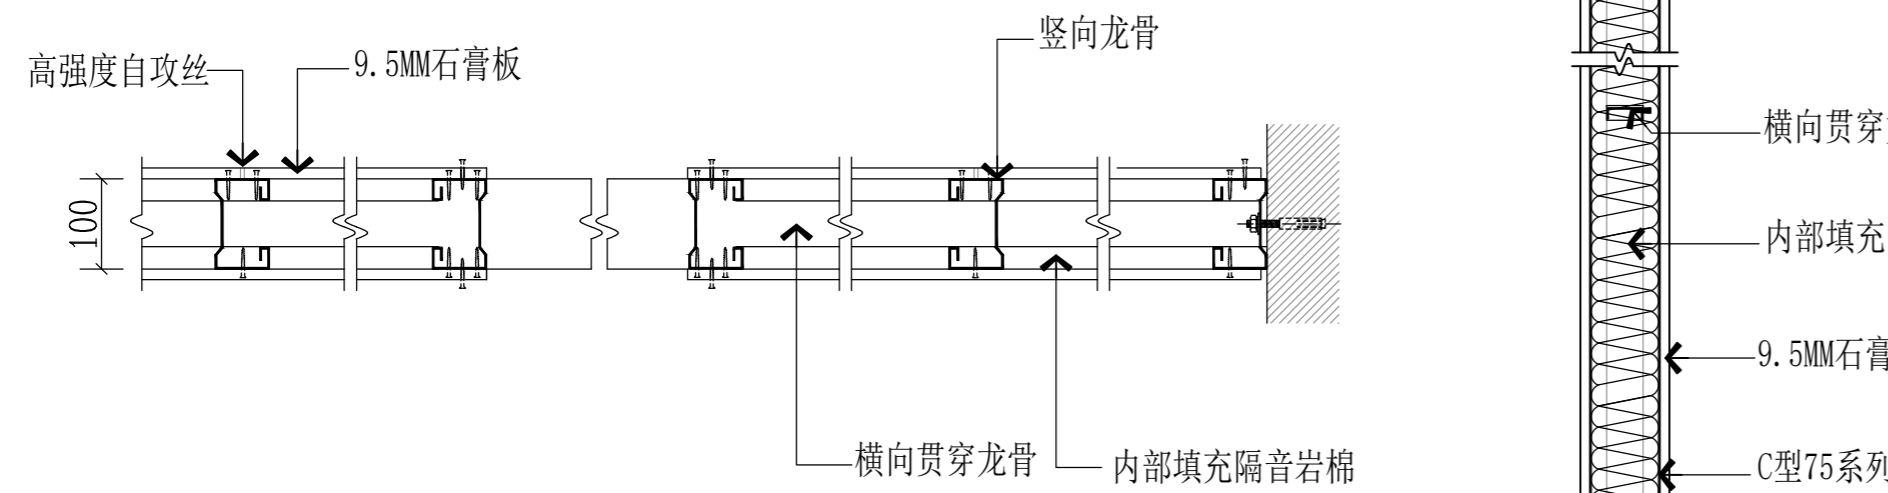 高强度自攻丝
9.5MM石膏板
竖向龙骨
100
横向贯穿龙骨
内部填充隔音岩棉
横向贯穿
内部填充
9.5MM石膏
C型75系列